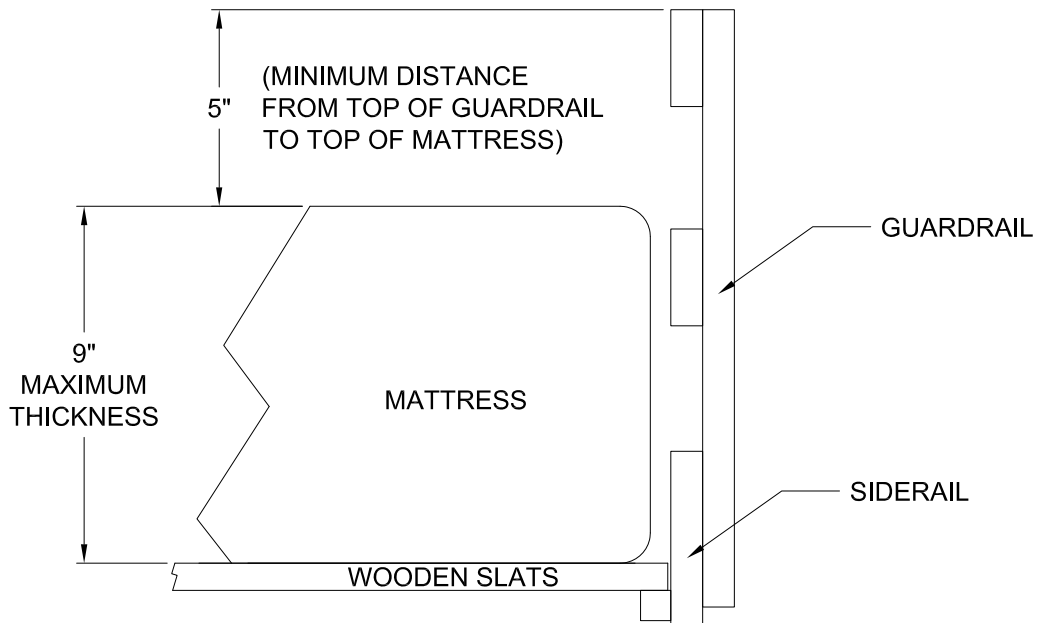 (MINIMUM DISTANCE
5" FROM TOP OF GUARDRAIL
TO TOP OF MATTRESS)
GUARDRAIL
9"
MAXIMUM
THICKNESS
MATTRESS
SIDERAIL
WOODEN SLATS